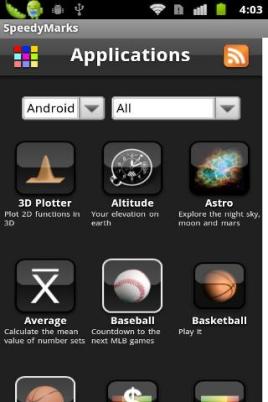 4:03
SpeedyMarks
Applications
Android All
3D Plotter
Plot 2D functions in
3D
Altitude
Your elevation on
earth
Astro
Explore the night sky,
moon and mars
Average
Calculate the mean
value of number sets
Baseball
Countdown to the
next MLB games
Basketball
Play it